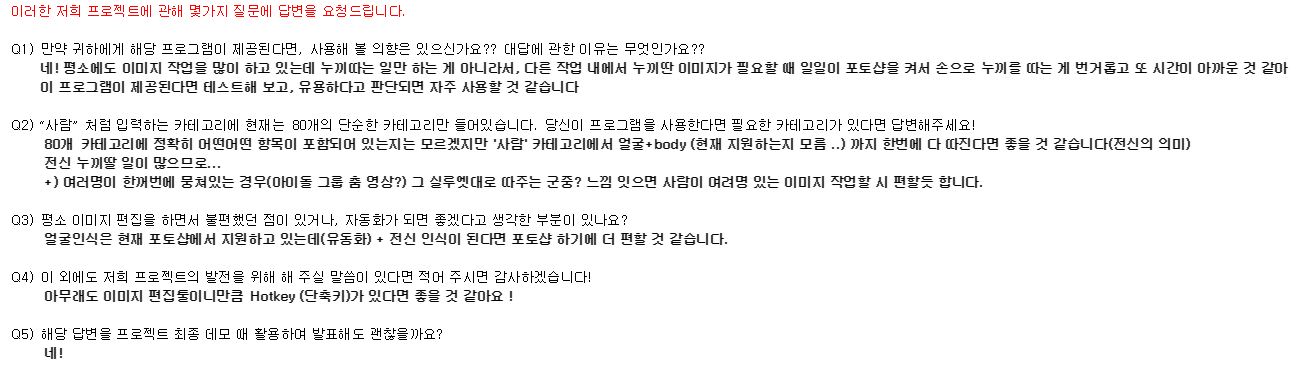 이러한 저희 프로젝트에 관해 몇가지 질문에 답변을 요청드립니다.
Q1) 만약 귀하에게 해당 프로그램이 제공된다면, 사용해 볼 의향은 있으신가요?? 대답에 관한 이유는 무엇인가요??
네! 평소에도 이미지 작업을 많이 하고 있는데 누끼따는 일만 하는 게 아니라서, 다른 작업 내에서 누끼딴 이미지가 필요할 때 일일이 포토샵을 켜서 손으로 누끼를 따는 게 번거롭고 또 시간이 아까운 것 같아
이 프로그램이 제공된다면 테스트해 보고, 유용하다고 판단되면 자주 사용할 것 같습니다
Q2) “사람” 처럼 입력하는 카테고리에 현재는 80개의 단순한 카테고리만 들어있습니다. 당신이 프로그램을 사용한다면 필요한 카테고리가 있다면 답변해주세요!
80개 카테고리에 정확히 어떤어떤 항목이 포함되어 있는지는 모르겠지만 '사람' 카테고리에서 얼굴+body (현재 지원하는지 모름 ..) 까지 한번에 다 따진다면 좋을 것 같습니다(전신의 의미)
전신 누끼딸 일이 많으므로...
+) 여러명이 한꺼번에 뭉쳐있는 경우(아이돌 그룹 춤 영상?) 그 실루엣대로 따주는 군중? 느낌 잇으면 사람이 여러명 있는 이미지 작업할 시 편할듯 합니다.
Q3) 평소 이미지 편집을 하면서 불편했던 점이 있거나, 자동화가 되면 좋겠다고 생각한 부분이 있나요?
얼굴인식은 현재 포토샵에서 지원하고 있는데(유동화) + 전신 인식이 된다면 포토샵 하기에 더 편할 것 같습니다.
Q4) 이 외에도 저희 프로젝트의 발전을 위해 해 주실 말씀이 있다면 적어 주시면 감사하겠습니다!
아무래도 이미지 편집툴이니만큼 Hotkey (단축키)가 있다면 좋을 것 같아요 !
Q5) 해당 답변을 프로젝트 최종 데모 때 활용하여 발표해도 괜찮을까요?
네!